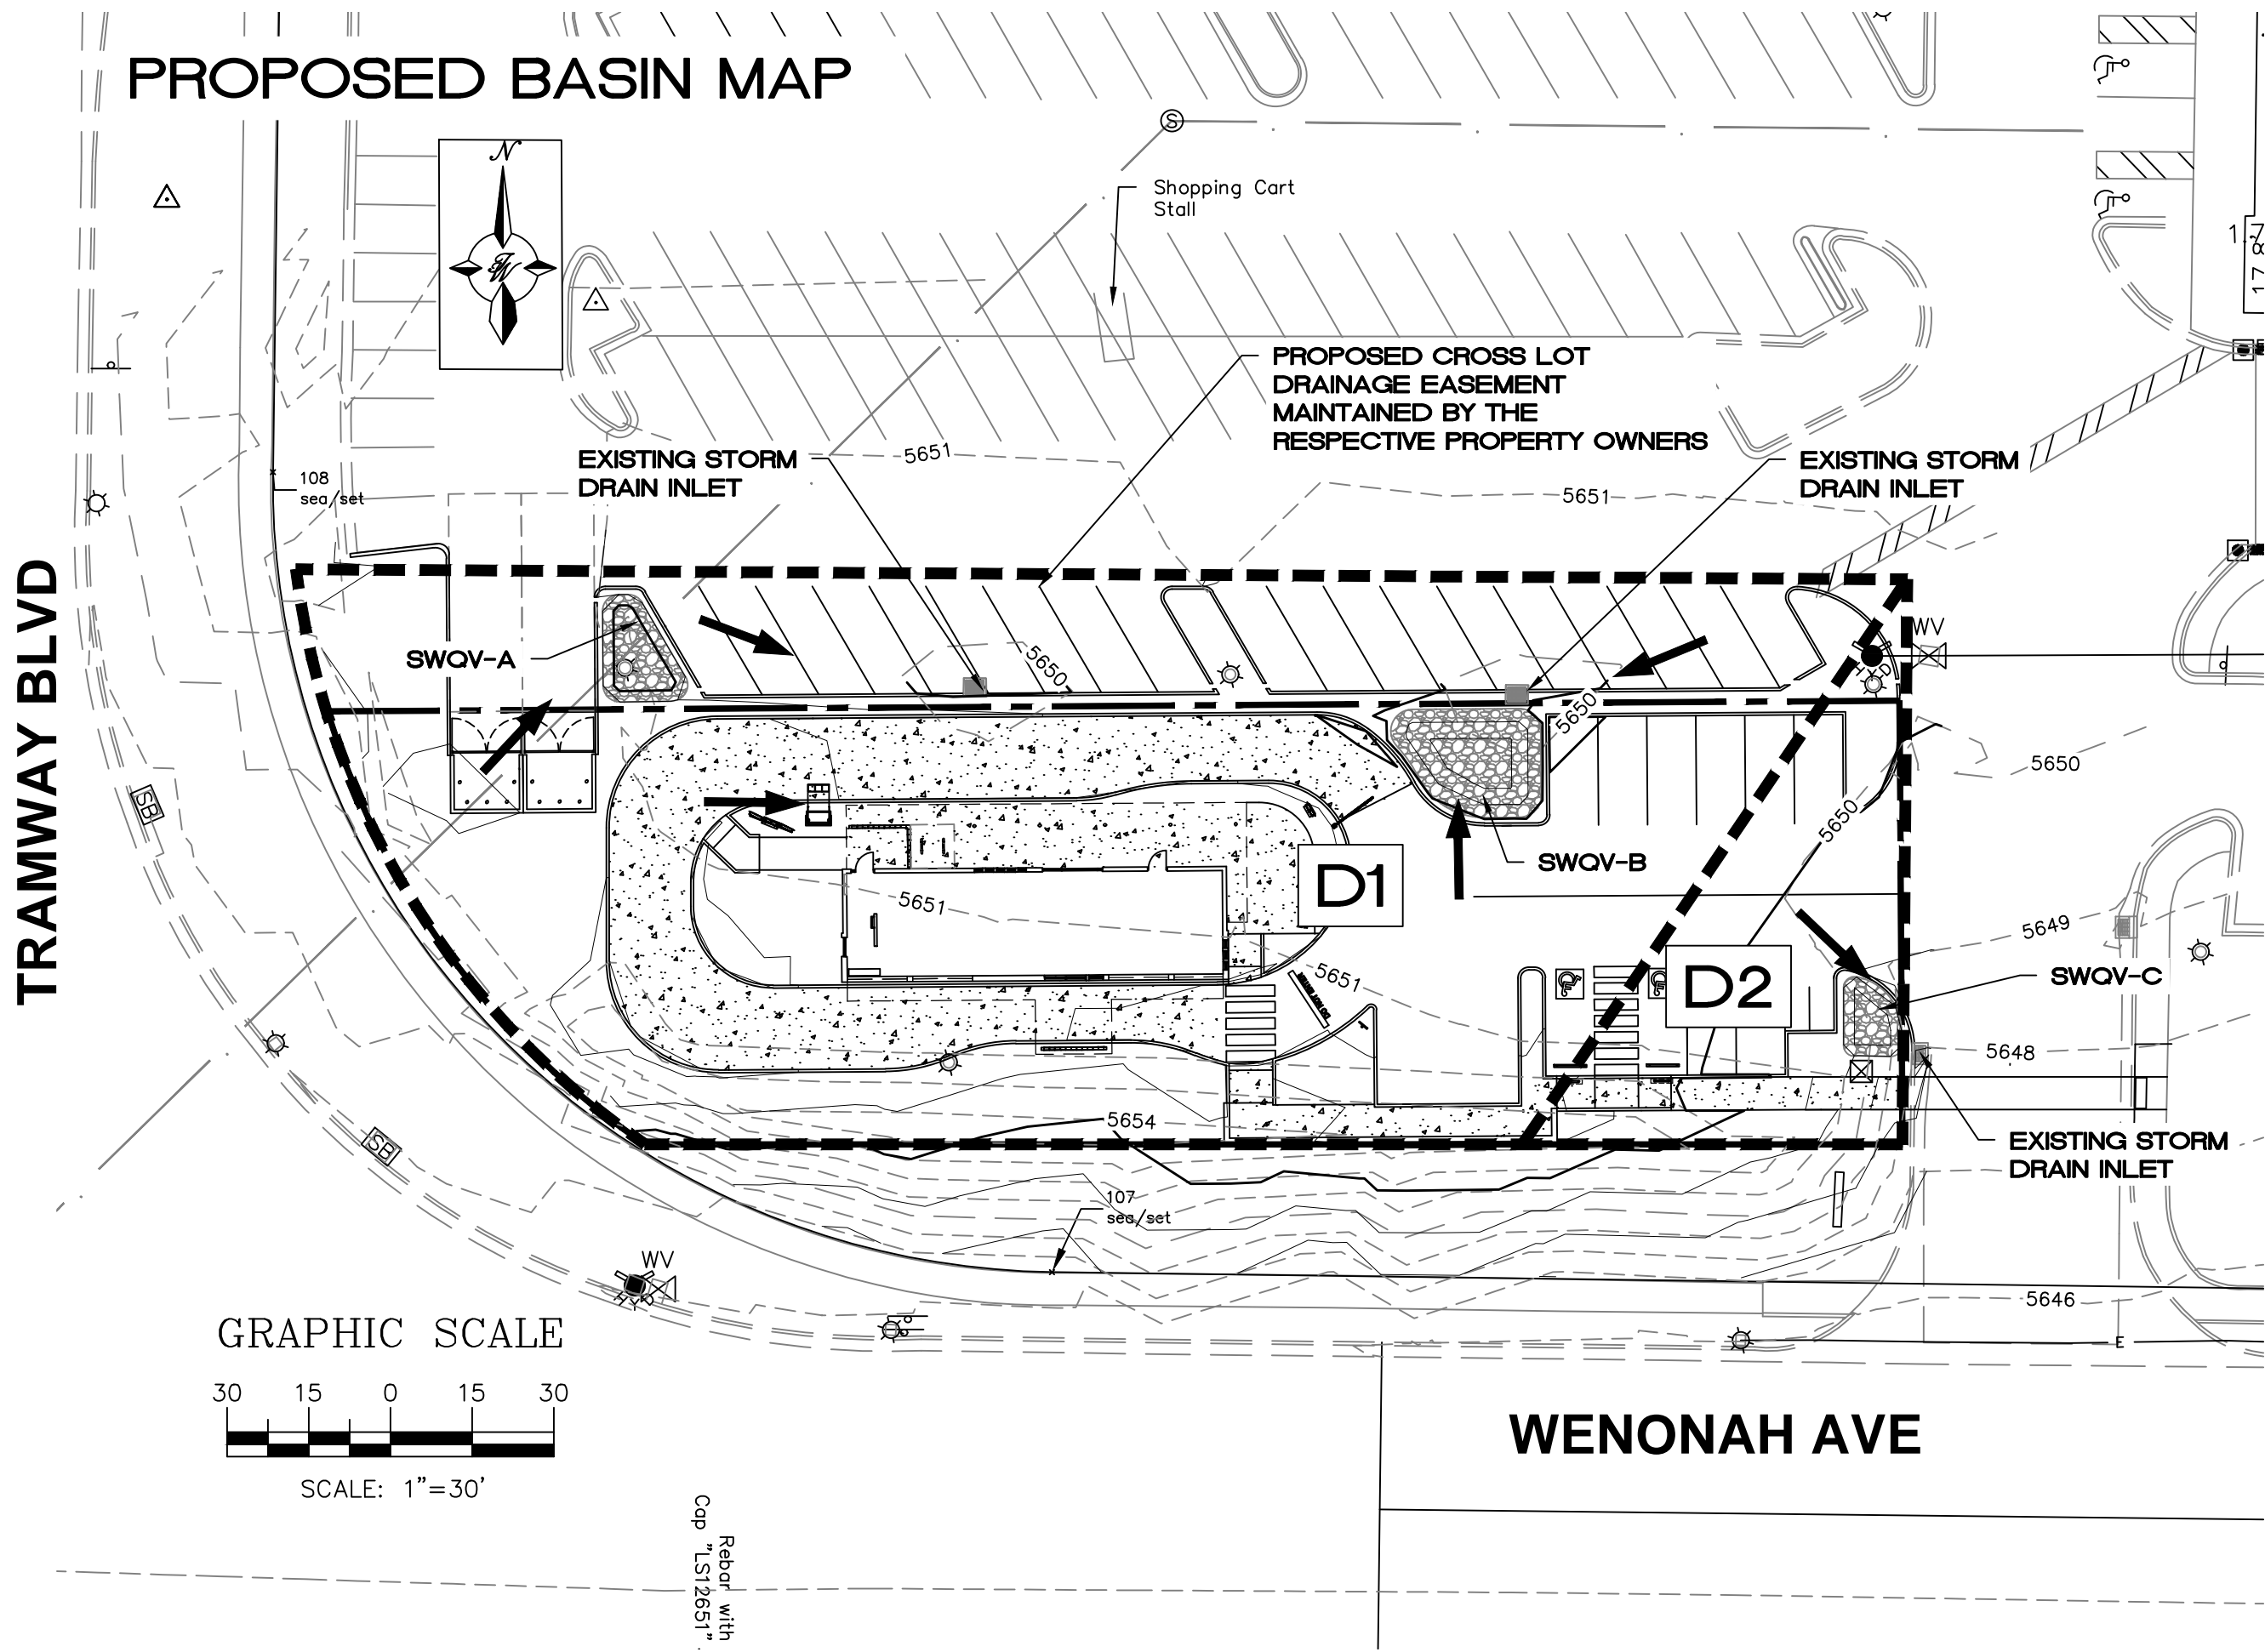 PROPOSED BASIN MAP
N
S
Shopping Cart
Stall
PROPOSED CROSS LOT
DRAINAGE EASEMENT
MAINTAINED BY THE
RESPECTIVE PROPERTY OWNERS
EXISTING STORM
DRAIN INLET
5651
EXISTING STORM
DRAIN INLET
5651
108
sea/set
TRAMWAY BLVD
SWQV-A
5650
5650
WV
HYD
5650
5650
SB
SWQV-B
D1
5651
5649
5651
D2
SWQV-C
5648
5654
SB
EXISTING STORM
DRAIN INLET
107
sea/set
WV
HYD
5646
E
GRAPHIC SCALE
30 15 0 15 30
SCALE: 1"=30'
WENONAH AVE
Rebar with
Cap "LS12651"